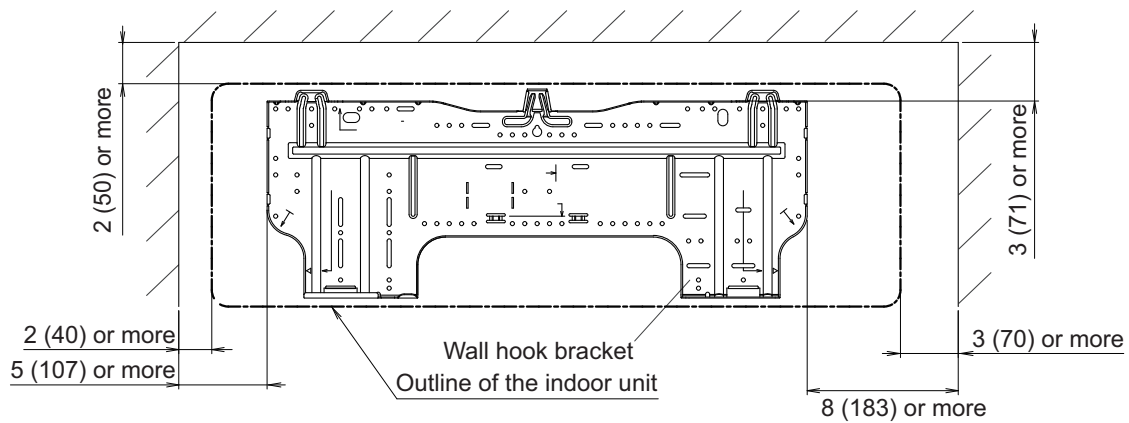 2 (50) or more
3 (71) or more
2 (40) or more
5 (107) or more
Wall hook bracket
Outline of the indoor unit
3 (70) or more
8 (183) or more